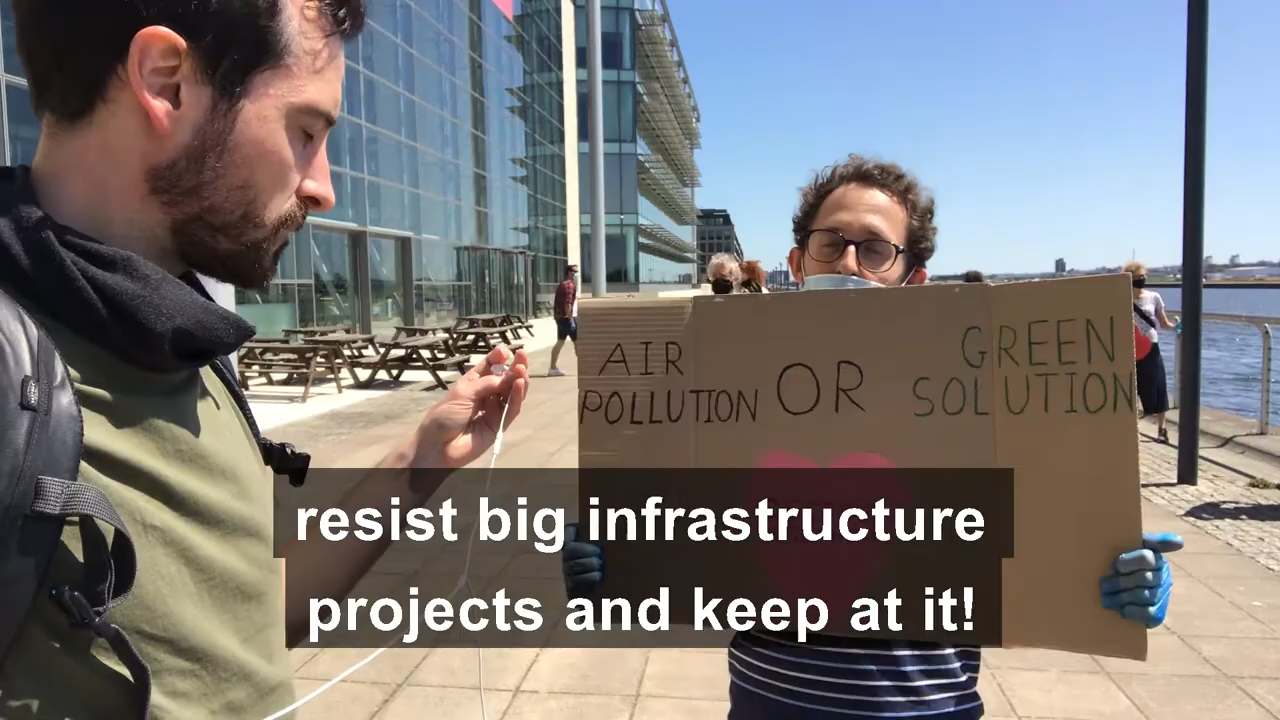 AIR
POLLUTION
OR
GREEN
SOLUTION
resist big infrastructure
projects and keep at it!